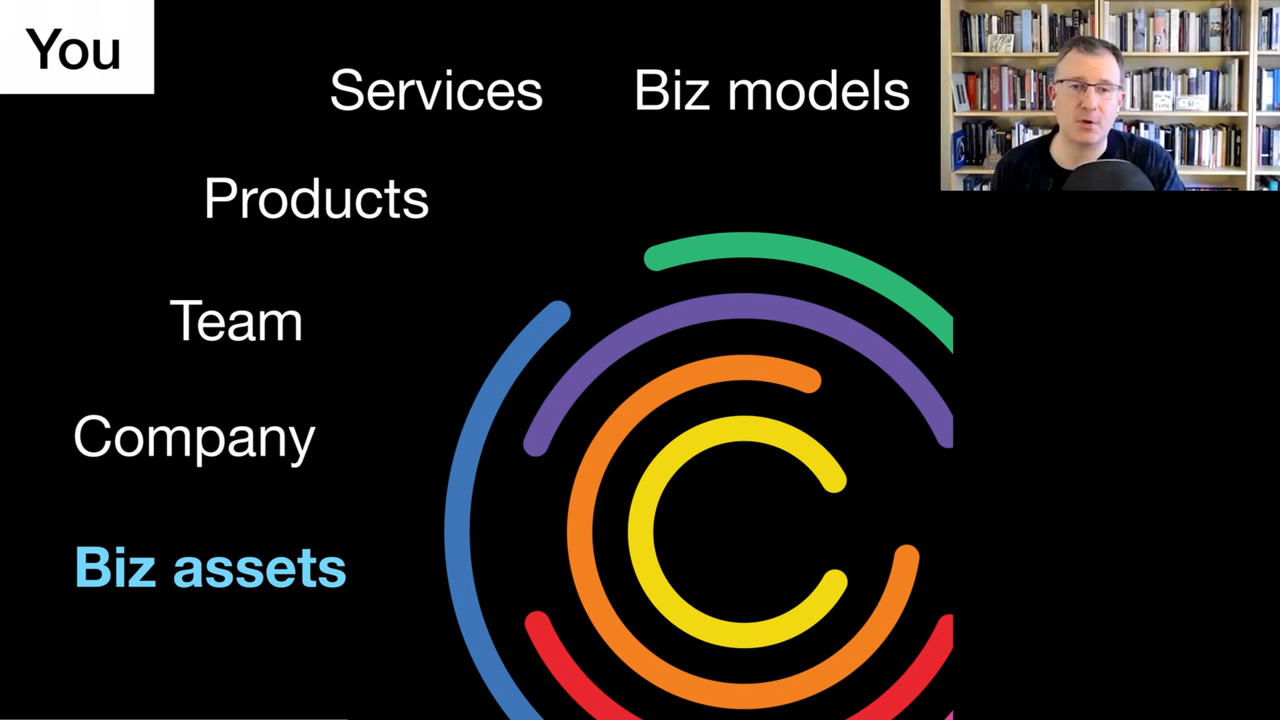 You
Services
Biz models
Products
Team
Company
Biz assets